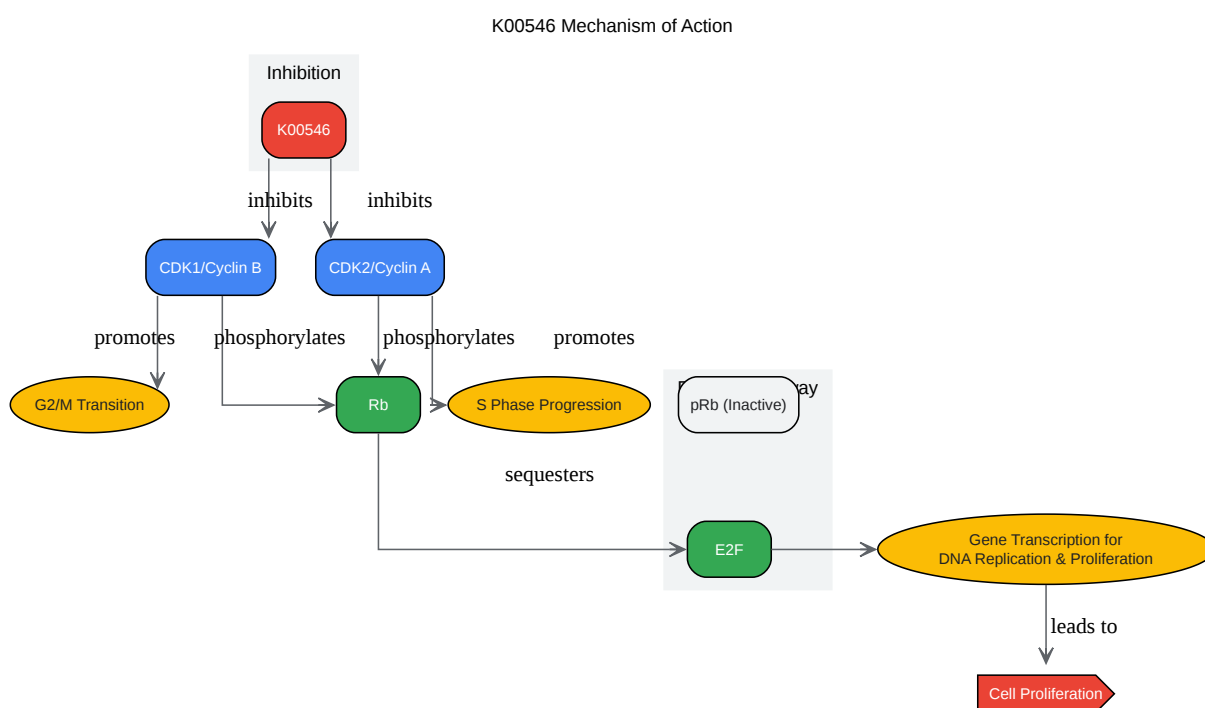 K00546 Mechanism of Action
Inhibition
K00546
inhibits
inhibits
CDK1/Cyclin B
CDK2/Cyclin A
promotes
phosphorylates
phosphorylates
promotes
G2/M Transition
Rb
S Phase Progression
pRb (Inactive)
sequesters
E2F
Gene Transcription for
DNA Replication & Proliferation
leads to
Cell Proliferation